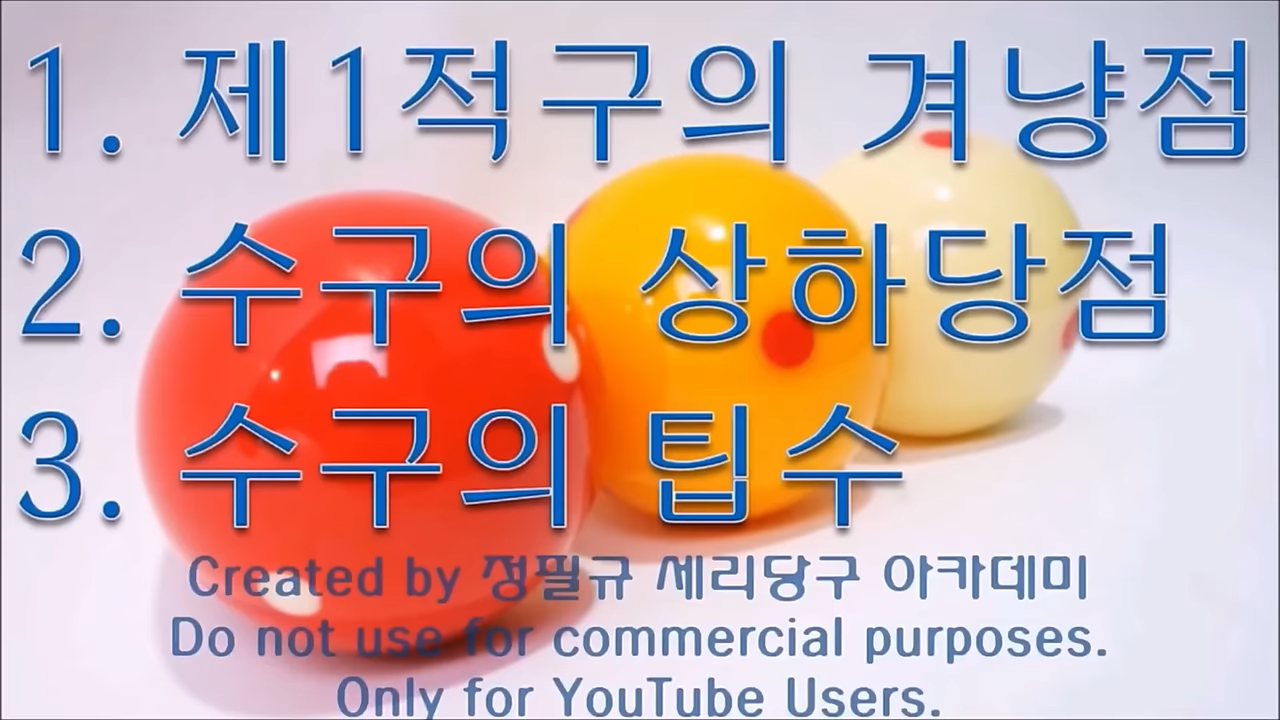 1. 제1적구의 겨냥점
2. 수구의 상하당점
3. 수구의 팁수
Created by 정필규 세리당구 아카데미
Do not use for commercial purposes.
Only for YouTube Users.